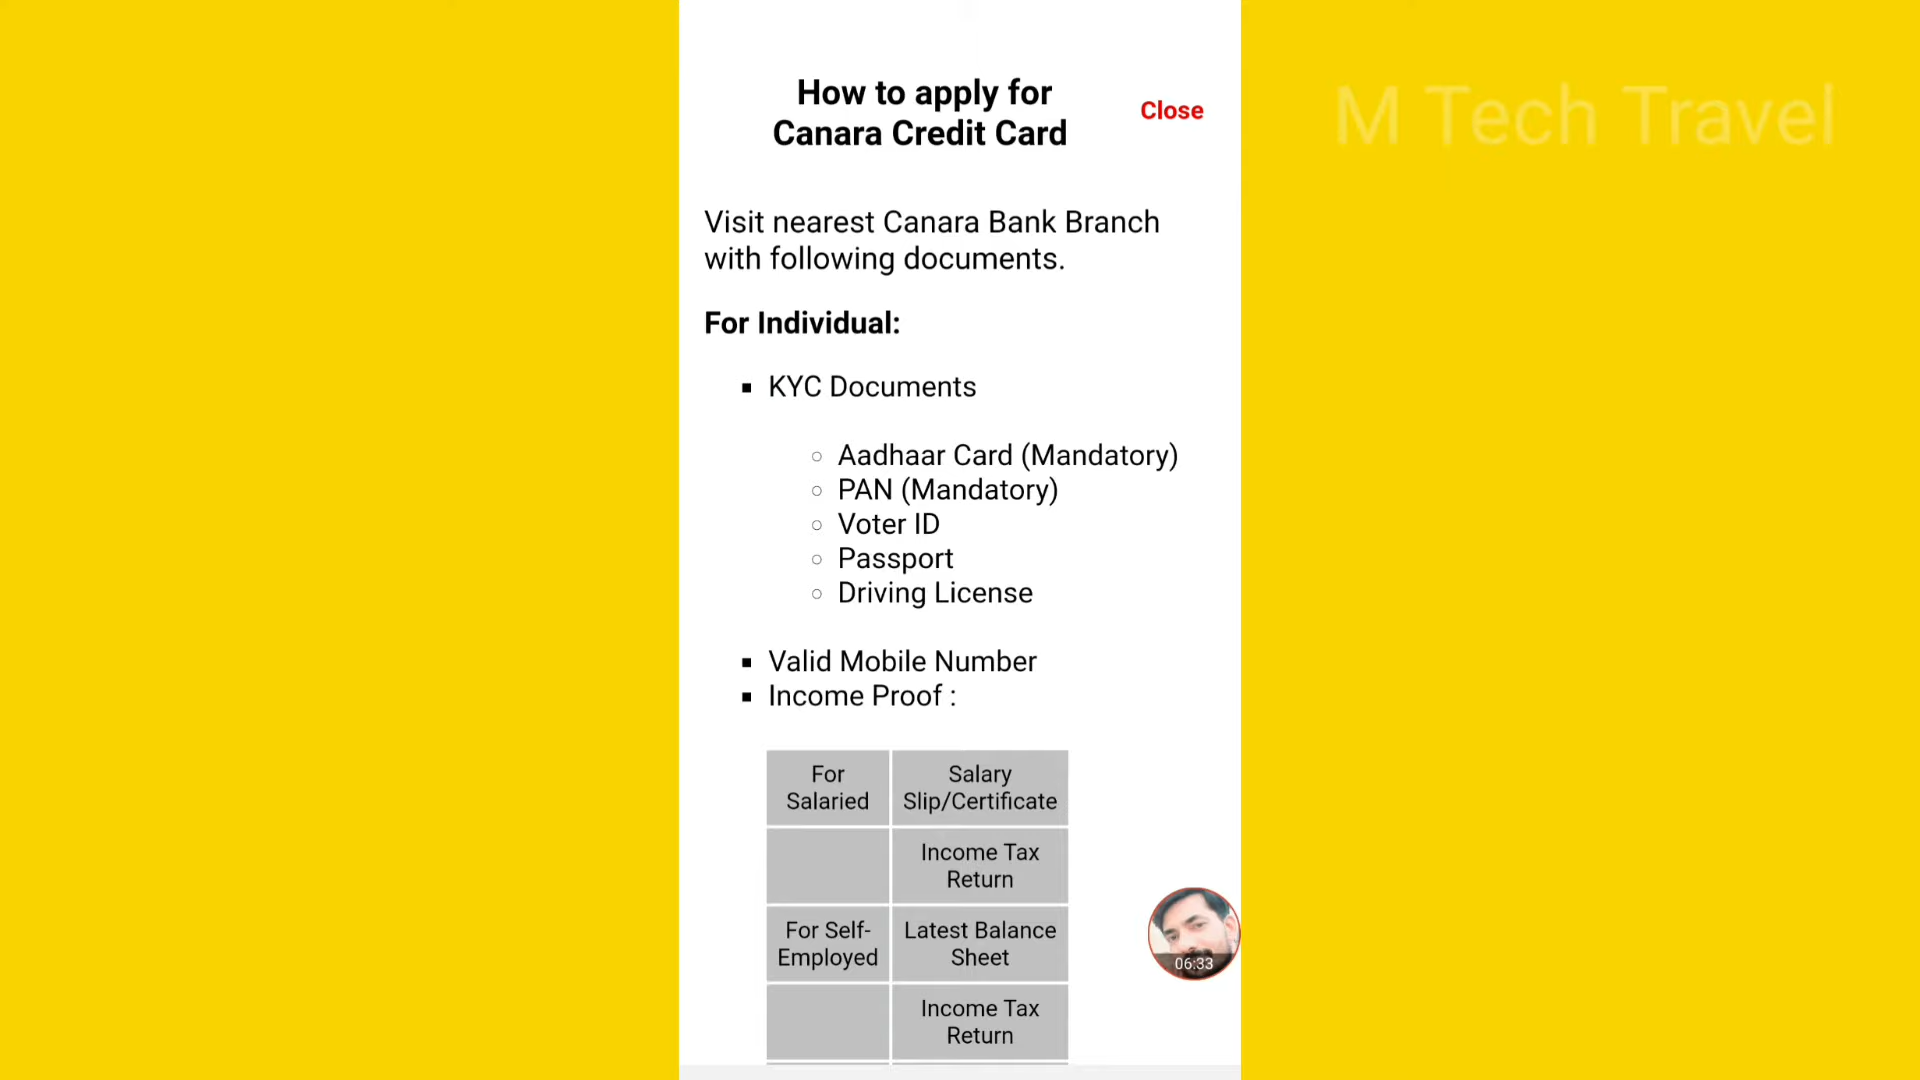 M Tech Travel
How to apply for
Canara Credit Card
Close
Visit nearest Canara Bank Branch
with following documents.
For Individual:
KYC Documents
Aadhaar Card (Mandatory)
PAN (Mandatory)
Voter ID
Passport
Driving License
Valid Mobile Number
Income Proof :
For
Salaried
Salary
Slip/Certificate
Income Tax
Return
For Self-
Employed
Latest Balance
Sheet
Income Tax
Return
06:33